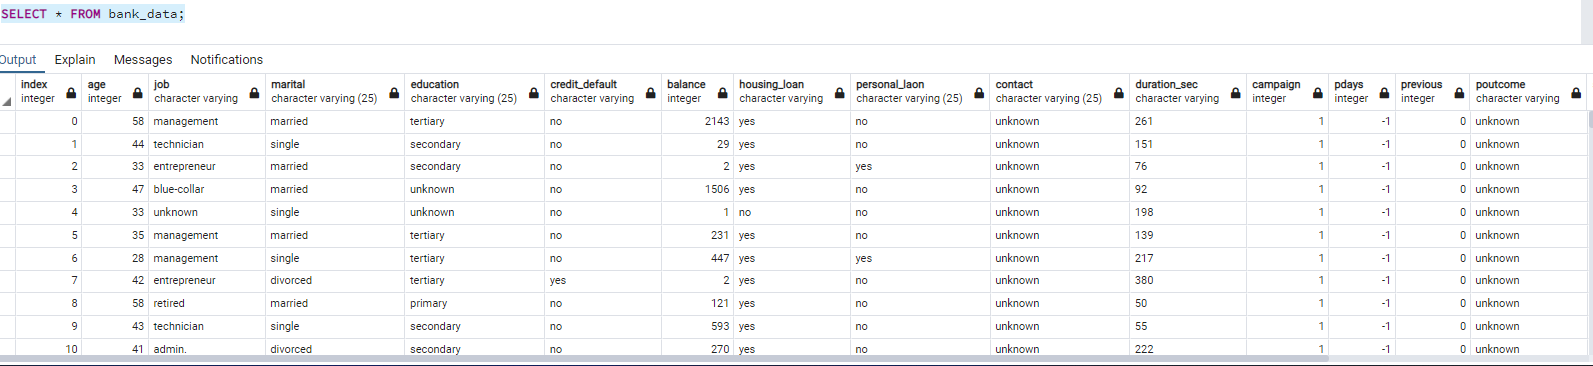 SELECT * FROM bank_data;
Output Explain Messages Notifications
index age job marital education credit_default balance housing_loan personal_laon contact duration_sec campaign pdays previous poutcome
integer integer character varying character varying (25) character varying (25) character varying integer character varying character varying (25) character varying (25) character varying integer integer integer character varying
0 58 management married tertiary no 2143 yes no unknown 261 1 -1 0 unknown
1 44 technician single secondary no 29 yes no unknown 151 1 -1 0 unknown
2 33 entrepreneur married secondary no 2 yes yes unknown 76 1 -1 0 unknown
3 47 blue-collar married unknown no 1506 yes no unknown 92 1 -1 0 unknown
4 33 unknown single unknown no 1 no no unknown 198 1 -1 0 unknown
5 35 management married tertiary no 231 yes no unknown 139 1 -1 0 unknown
6 28 management single tertiary no 447 yes yes unknown 217 1 -1 0 unknown
7 42 entrepreneur divorced tertiary yes 2 yes no unknown 380 1 -1 0 unknown
8 58 retired married primary no 121 yes no unknown 50 1 -1 0 unknown
9 43 technician single secondary no 593 yes no unknown 55 1 -1 0 unknown
10 41 admin. divorced secondary no 270 yes no unknown 222 1 -1 0 unknown